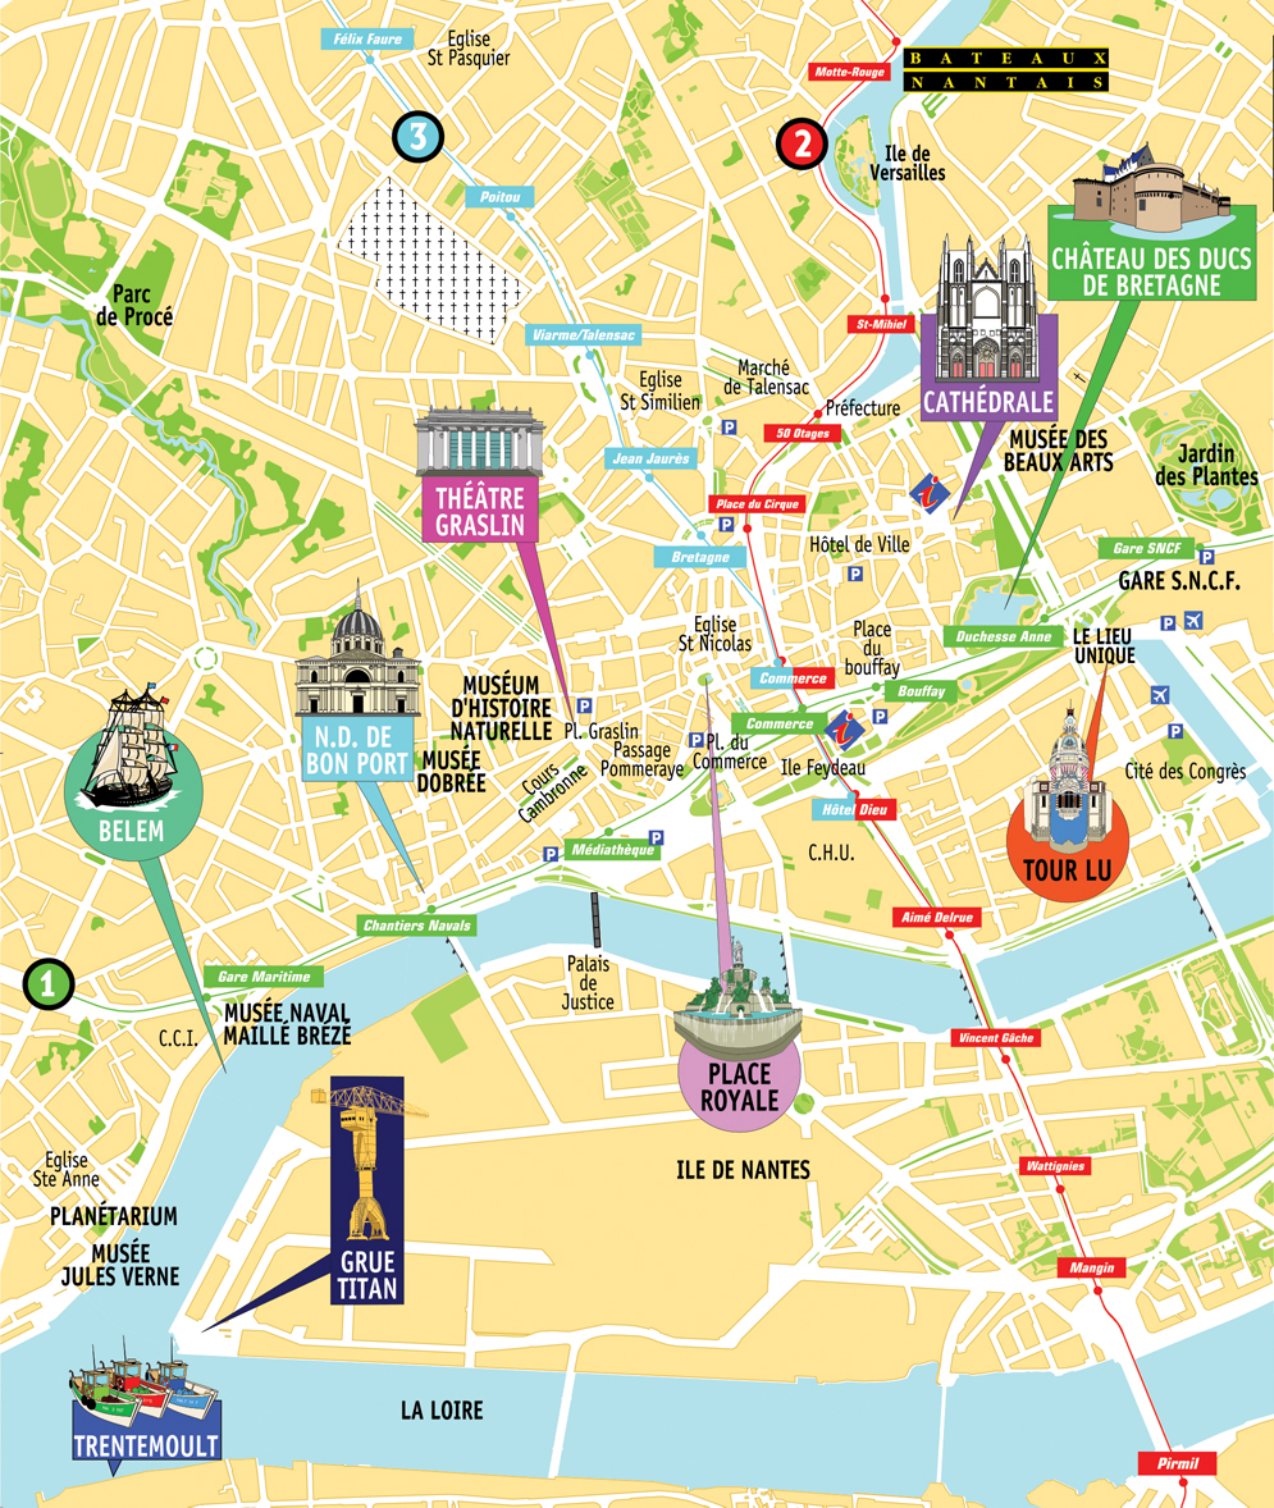 Félix Faure
Eglise
St Pasquier
Motte-Rouge
BATEAUX
NANTAIS
3
2
Ile de
Versailles
Poitou
CHÂTEAU DES DUCS
DE BRETAGNE
Parc
de Procé
Viarme/Talensac
St-Mihiel
Marché
de Talensac
Eglise
St Similien
Préfecture
CATHÉDRALE
P
50 Otages
MUSÉE DES
BEAUX ARTS
Jardin
des Plantes
Jean Jaurès
THÉÂTRE
GRASLIN
i
Place du Cirque
P
Bretagne
Hôtel de Ville
P
Gare SNCF
P
GARE S.N.C.F.
Eglise
St Nicolas
Place
du
bouffay
Duchesse Anne
LE LIEU
UNIQUE
P
Commerce
Bouffay
MUSÉUM
D'HISTOIRE
NATURELLE
P
Pl. Graslin
Commerce
i
P
P
N.D. DE
BON PORT
MUSÉE
DOBRÉE
Passage
Pommeraye
P
Pl. du
Commerce
Ile Feydeau
Cité des Congrès
Cours
Cambronne
Hôtel Dieu
BELEM
Médiathèque
P
P
C.H.U.
TOUR LU
Chantiers Navals
Aimé Delrue
1
Gare Maritime
Palais
de
Justice
MUSÉE NAVAL
MAILLÉ BREZÉ
C.C.I.
Vincent Gâche
PLACE
ROYALE
Eglise
Ste Anne
ILE DE NANTES
Wattignies
PLANÉTARIUM
MUSÉE
JULES VERNE
GRUE
TITAN
Mangin
LA LOIRE
TRENTEMOULT
Pirmil